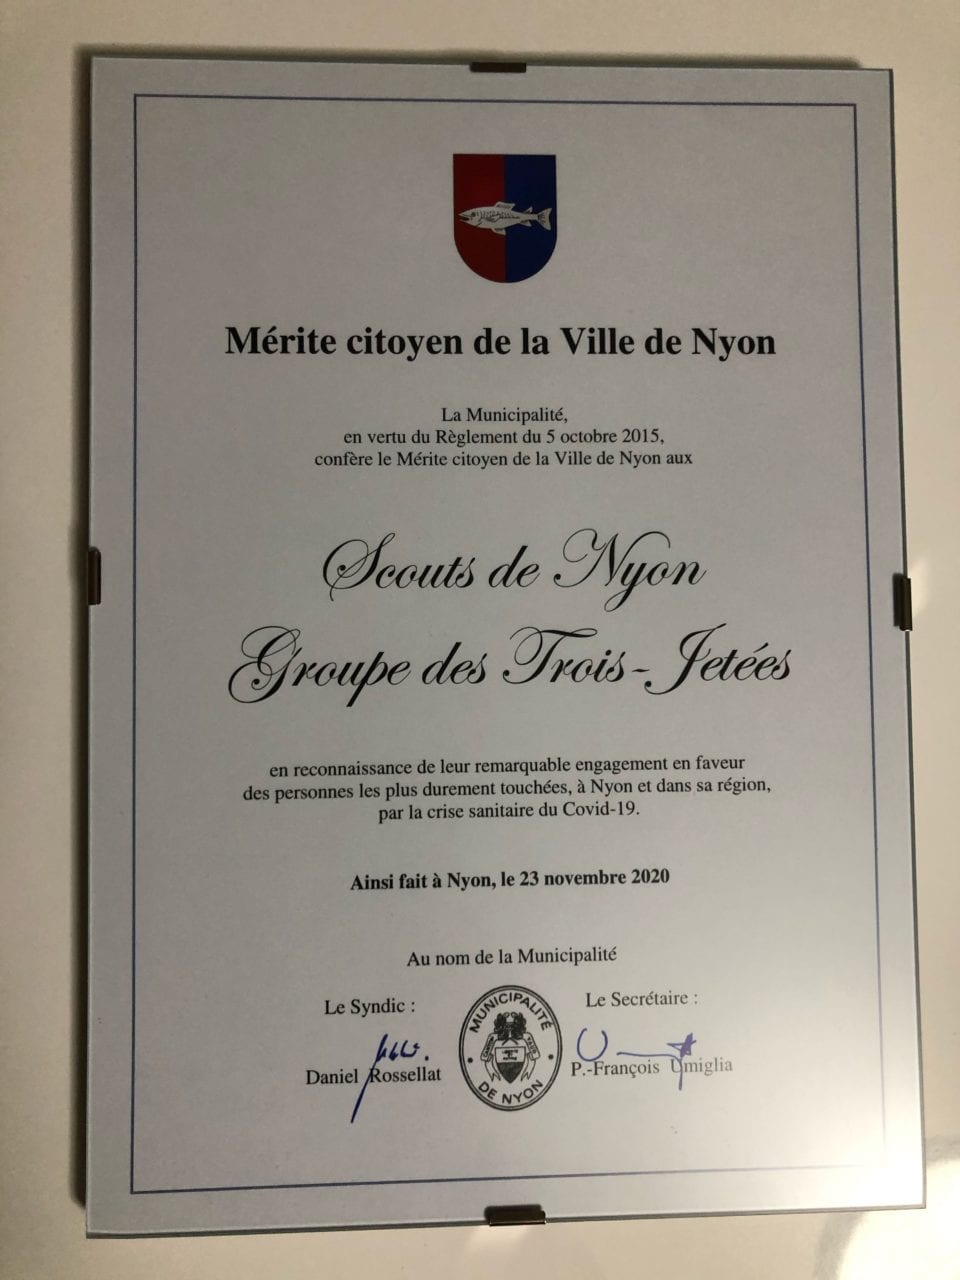 Mérite citoyen de la Ville de Nyon
La Municipalité,
en vertu du Règlement du 5 octobre 2015,
confère le Mérite citoyen de la Ville de Nyon aux
Scouts de Nyon
Groupe des Trois-Jetées
en reconnaissance de leur remarquable engagement en faveur
des personnes les plus durement touchées, à Nyon et dans sa région,
par la crise sanitaire du Covid-19.
Ainsi fait à Nyon, le 23 novembre 2020
Au nom de la Municipalité
Le Syndic :
Daniel Rossellat
MUNICIPALITÉ
DE NYON
Le Secrétaire :
P.-François Umiglia